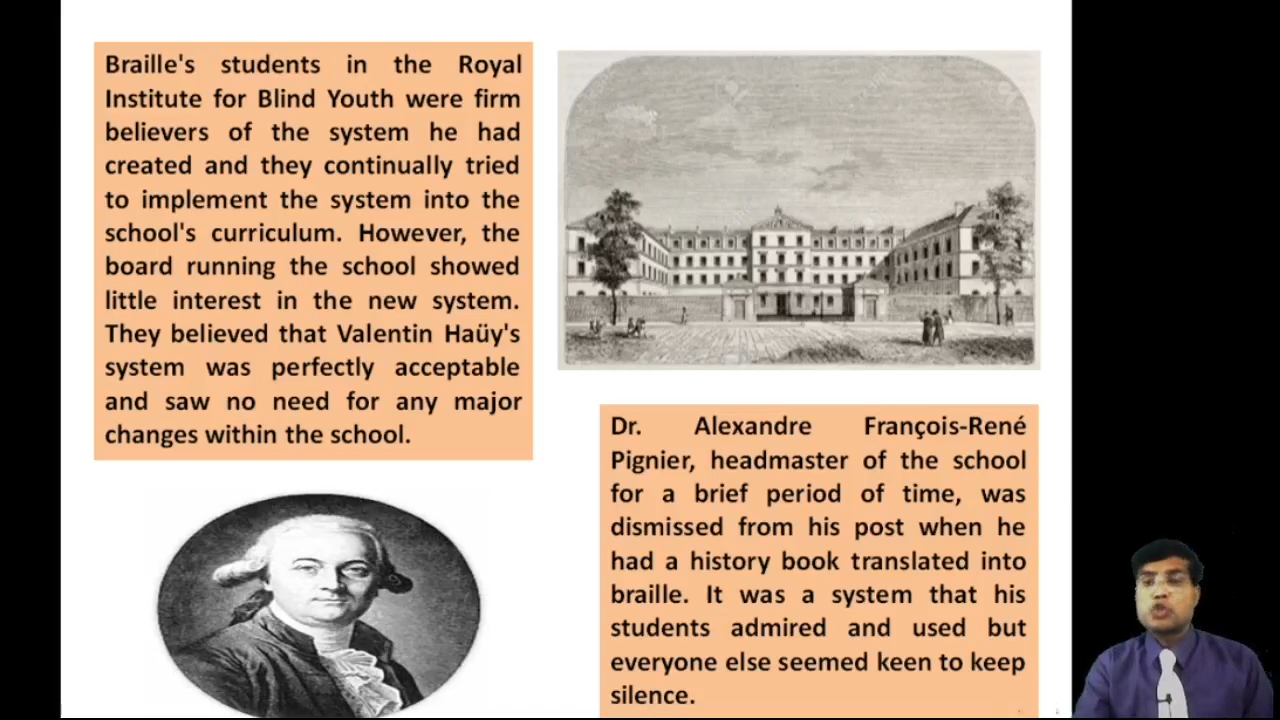 Braille's students in the Royal
Institute for Blind Youth were firm
believers of the system he had
created and they continually tried
to implement the system into the
school's curriculum. However, the
board running the school showed
little interest in the new system.
They believed that Valentin Haüy's
system was perfectly acceptable
and saw no need for any major
changes within the school.
Dr. Alexandre François-René
Pignier, headmaster of the school
for a brief period of time, was
dismissed from his post when he
had a history book translated into
braille. It was a system that his
students admired and used but
everyone else seemed keen to keep
silence.